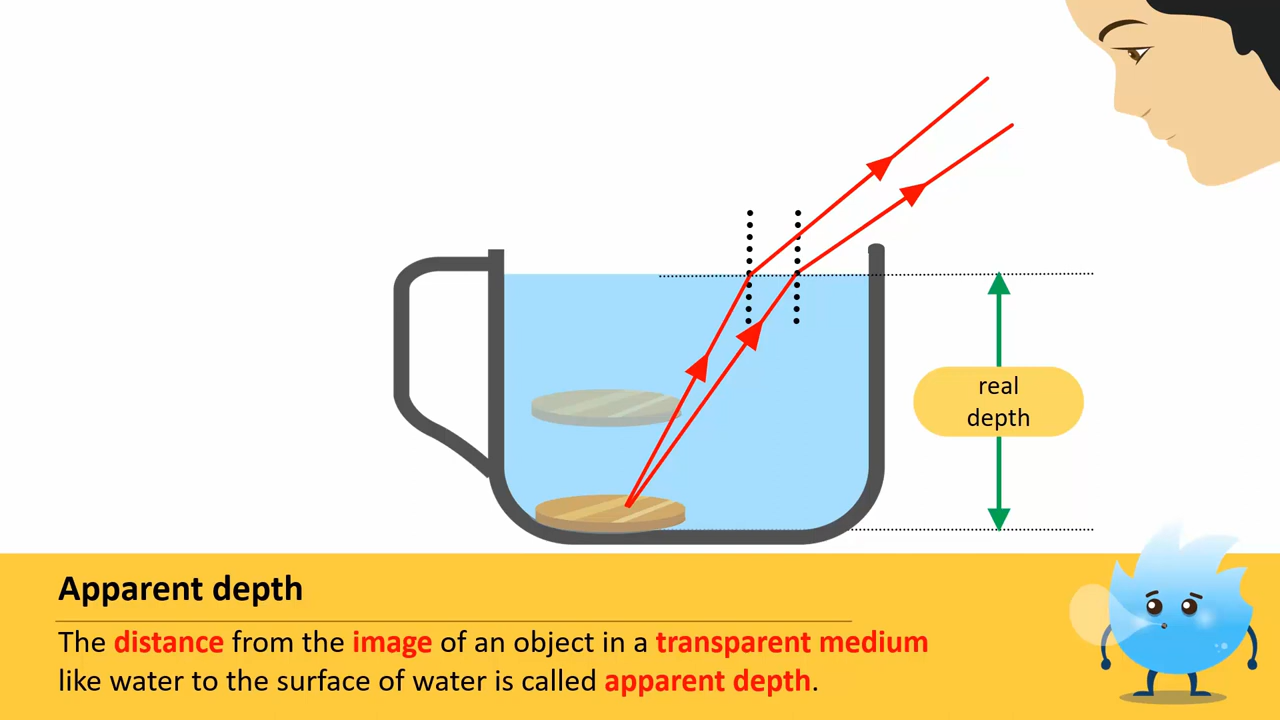 real
depth
Apparent depth
The distance from the image of an object in a transparent medium
like water to the surface of water is called apparent depth.